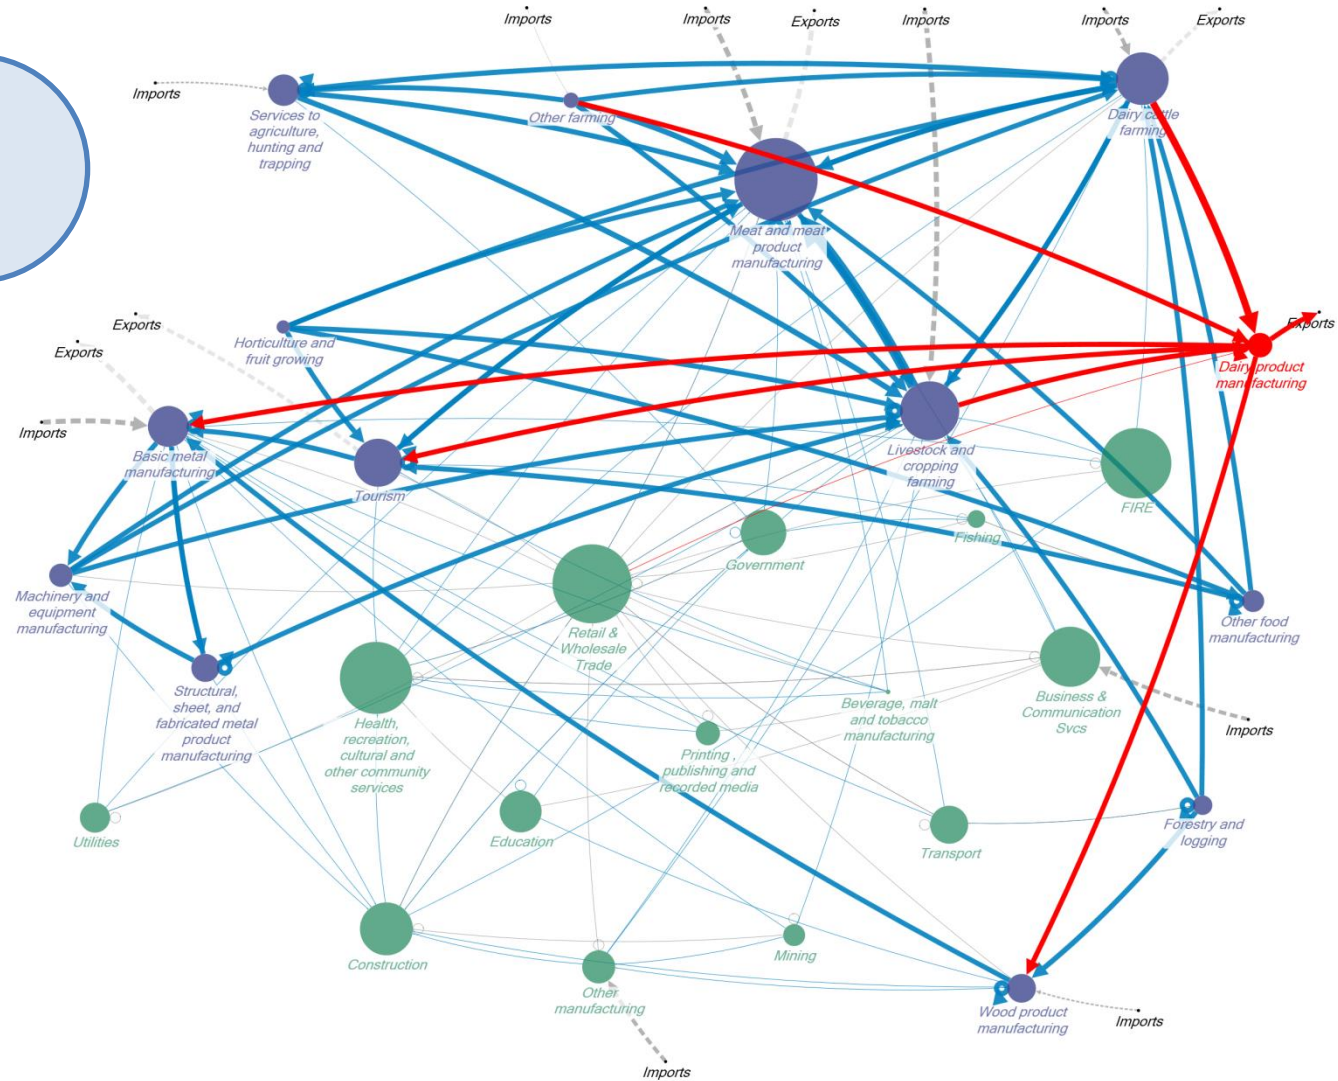 Imports
Imports
Exports
Imports
Imports
Exports
Imports
Services to
agriculture,
hunting and
trapping
Other farming
Dairy cattle
farming
Meat and meat
product
manufacturing
Exports
Exports
Exports
Horticulture and
fruit growing
Dairy product
manufacturing
Imports
Basic metal
manufacturing
Tourism
Livestock and
cropping
farming
FIRE
Fishing
Government
Machinery and
equipment
manufacturing
Other food
manufacturing
Retail &
Wholesale
Trade
Structural,
sheet, and
fabricated metal
product
manufacturing
Health,
recreation,
cultural and
other community
services
Beverage, malt
and tobacco
manufacturing
Business &
Communication
Svcs
Imports
Printing ,
publishing and
recorded media
Utilities
Education
Transport
Forestry and
logging
Construction
Mining
Other
manufacturing
Wood product
manufacturing
Imports
Imports